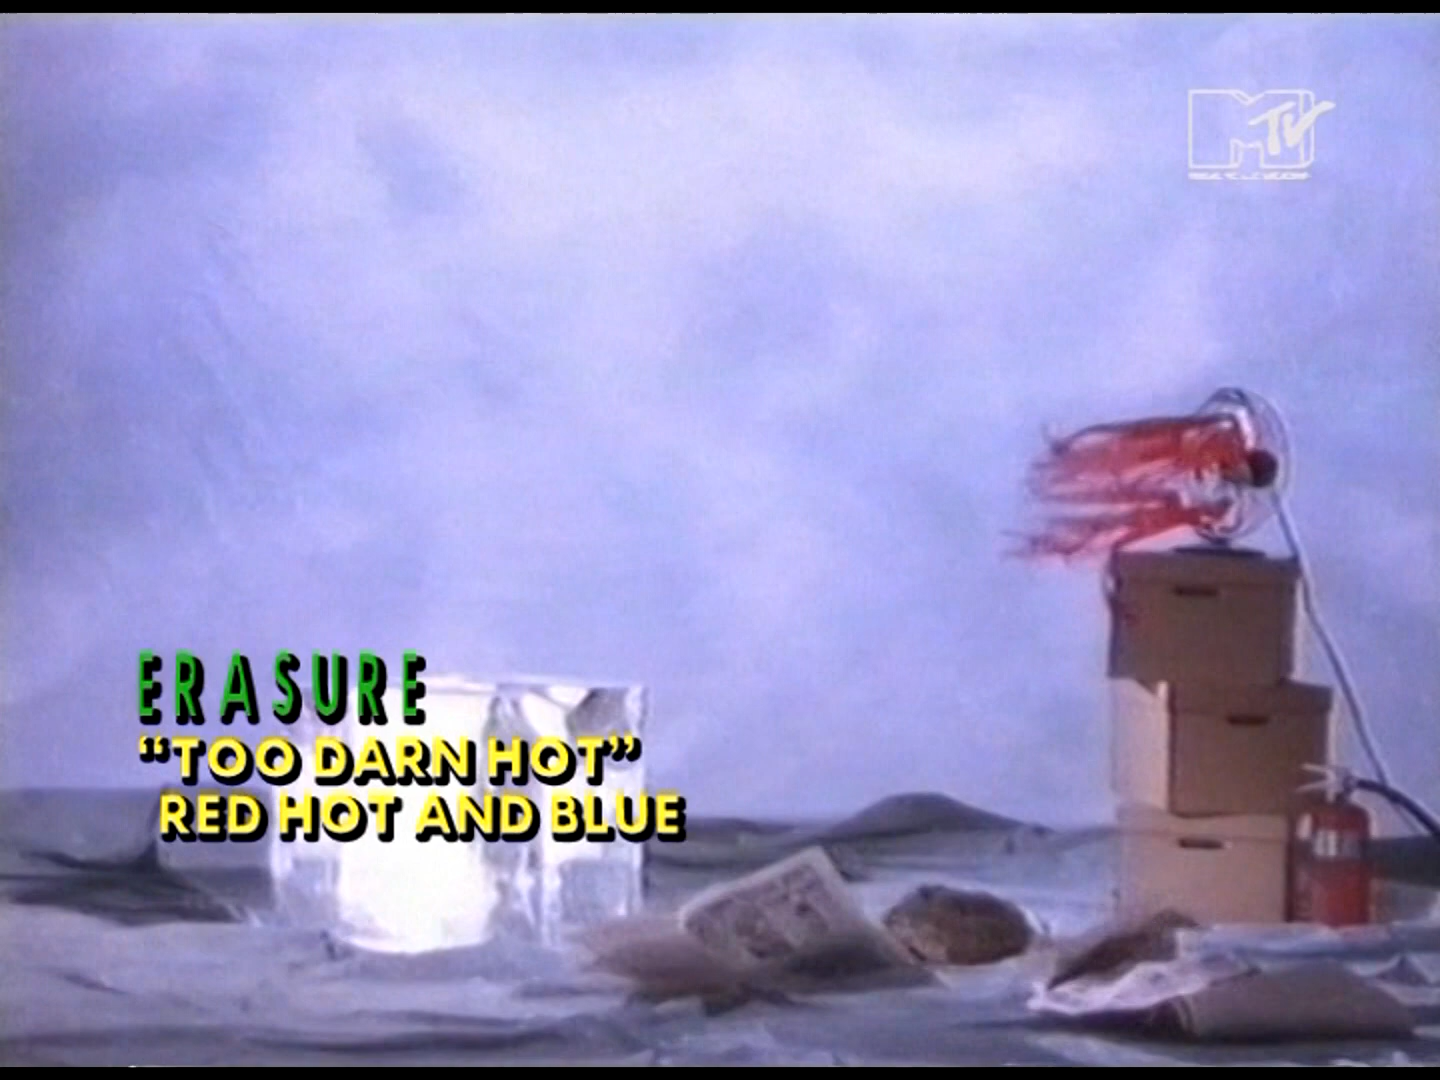 MTV
ERASURE
“TOO DARN HOT”
RED HOT AND BLUE